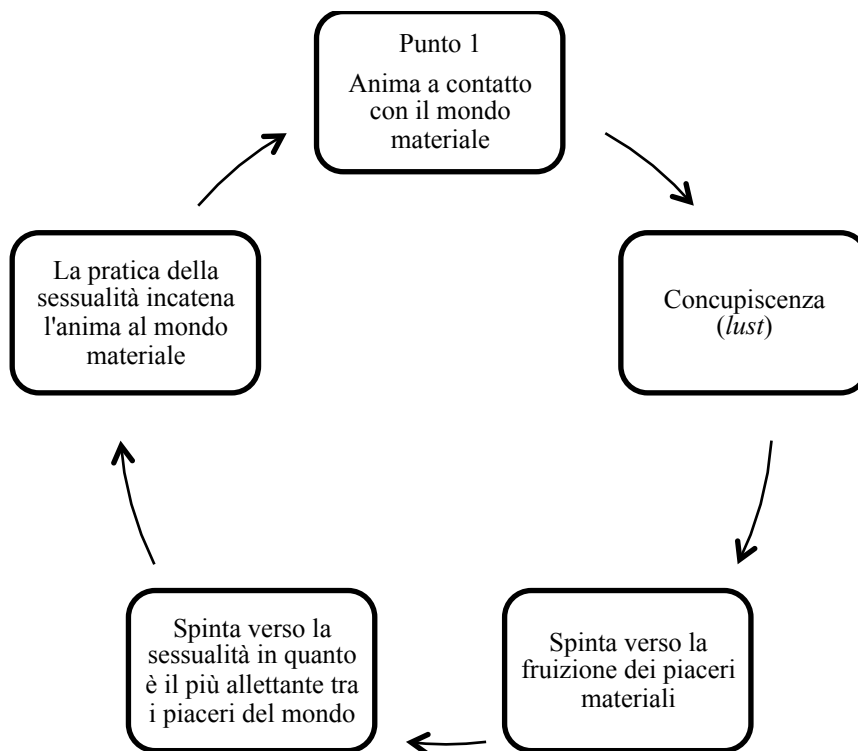 Punto 1
Anima a contatto
con il mondo
materiale
Concupiscenza
(lust)
Spinta verso la
fruizione dei piaceri
materiali
Spinta verso la
sessualità in quanto
è il più allettante tra
i piaceri del mondo
La pratica della
sessualità incatena
l'anima al mondo
materiale